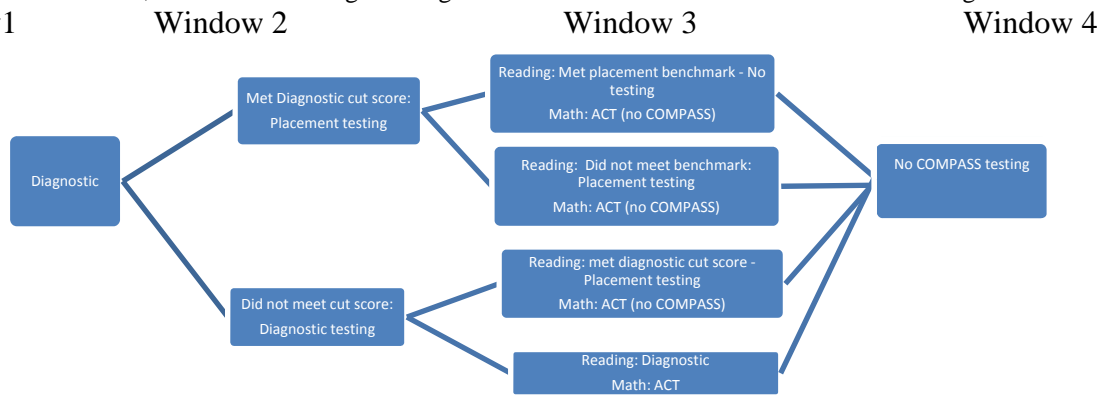 1 Window 2 Window 3 Window 4
Diagnostic
Met Diagnostic cut score:
Placement testing
Did not meet cut score:
Diagnostic testing
Reading: Met placement benchmark - No
testing
Math: ACT (no COMPASS)
Reading: Did not meet benchmark:
Placement testing
Math: ACT (no COMPASS)
Reading: met diagnostic cut score -
Placement testing
Math: ACT (no COMPASS)
Reading: Diagnostic
Math: ACT
No COMPASS testing